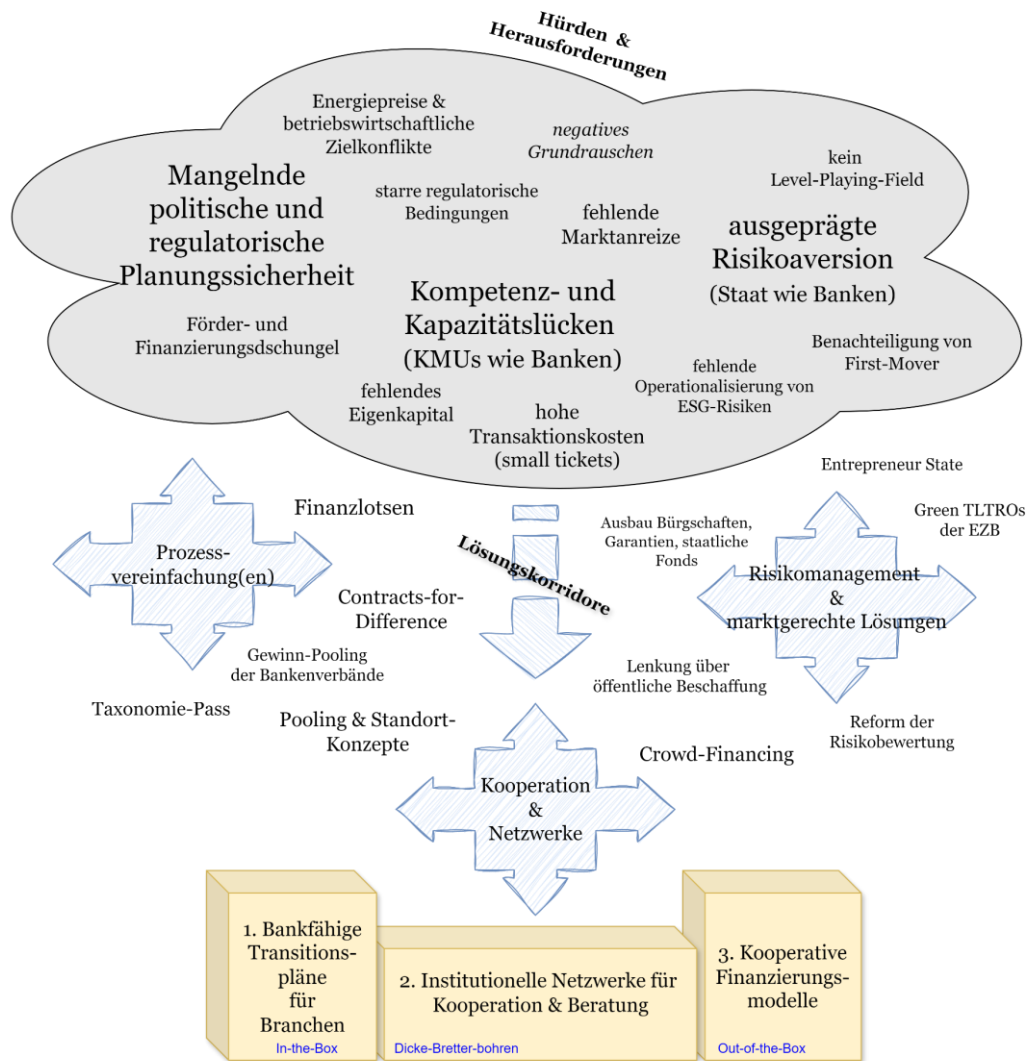 Hürden &
Herausforderungen
Energiepreise &
betriebswirtschaftliche
Zielkonflikte
negatives
Grundrauschen
kein
Level-Playing-Field
Mangelnde
politische und
regulatorische
Planungssicherheit
starre regulatorische
Bedingungen
fehlende
Marktanreize
ausgeprägte
Risikoaversion
(Staat wie Banken)
Kompetenz- und
Kapazitätslücken
(KMUs wie Banken)
Förder- und
Finanzierungsdschungel
Benachteiligung von
First-Mover
fehlendes
Eigenkapital
hohe
Transaktionskosten
(small tickets)
fehlende
Operationalisierung von
ESG-Risiken
Entrepreneur State
Finanzlotsen
Green TLTROs
der EZB
Ausbau Bürgschaften,
Garantien, staatliche
Fonds
Prozess-
vereinfachung(en)
Lösungskorridore
Risikomanagement
&
marktgerechte Lösungen
Contracts-for-
Difference
Gewinn-Pooling
der Bankenverbände
Lenkung über
öffentliche Beschaffung
Taxonomie-Pass
Pooling & Standort-
Konzepte
Reform der
Risikobewertung
Crowd-Financing
Kooperation
&
Netzwerke
1. Bankfähige
Transitions-
pläne
für
Branchen
In-the-Box
2. Institutionelle Netzwerke für
Kooperation & Beratung
Dicke-Bretter-bohren
3. Kooperative
Finanzierungs-
modelle
Out-of-the-Box